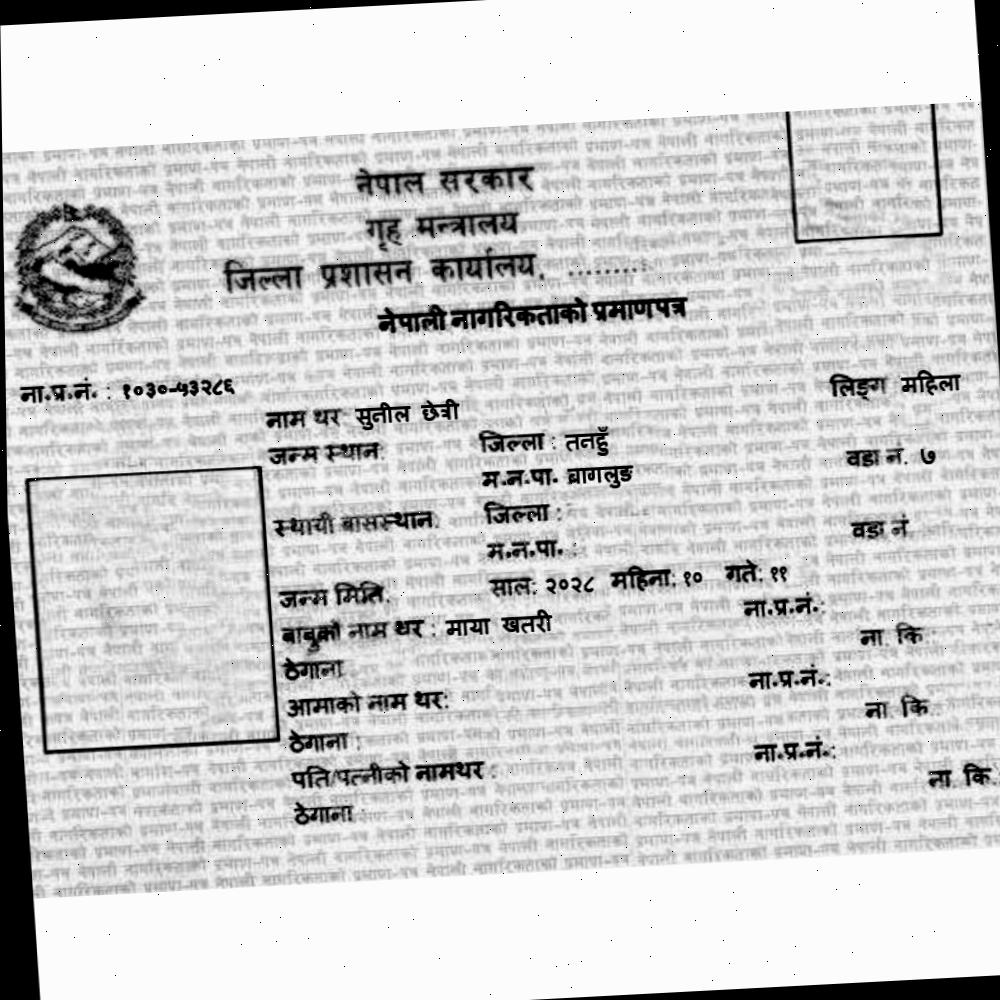 नेपाल सरकार
गृह मन्त्रालय
जिल्ला प्रशासन कार्यालय, .........
नेपाली नागरिकताको प्रमाणपत्र
ना.प्र.नं. : १०३०-५३२८६
लिङ्ग महिला
नाम थर सुनील छेत्री
जन्म स्थान: जिल्ला : तनहुँ
म.न.पा. बागलुङ वडा नं. ७
स्थायी बासस्थान: जिल्ला :
म.न.पा. : वडा नं
जन्म मिति: साल: २०२८ महिना: १० गते: ११
बाबुको नाम थर : माया खतरी ना.प्र.नं.:
ठेगाना ना. कि :
आमाको नाम थर: ना.प्र.नं.:
ठेगाना : ना कि
पति/पत्नीको नामथर : ना.प्र.नं.:
ठेगाना : ना कि.